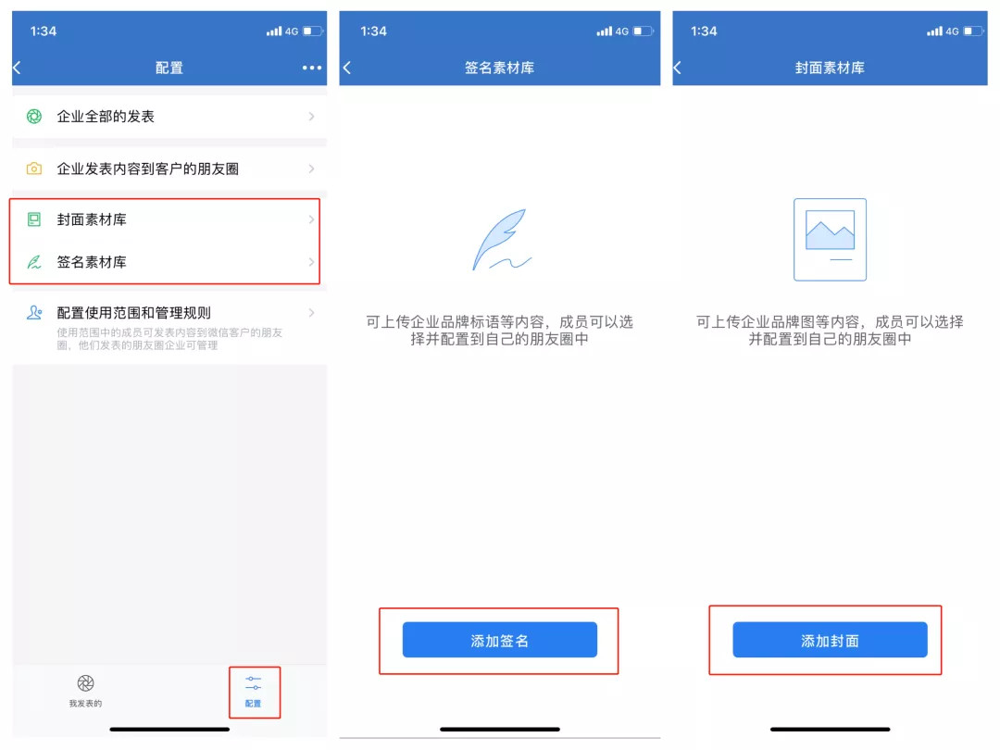 1:34
4G
配置
企业全部的发表
企业发表内容到客户的朋友圈
封面素材库
签名素材库
配置使用范围和管理规则
使用范围中的成员可发表内容到微信客户的朋友
圈，他们发表的朋友圈企业可管理
我发表的
配置
1:34
4G
签名素材库
可上传企业品牌标语等内容，成员可以选
择并配置到自己的朋友圈中
添加签名
1:34
4G
封面素材库
可上传企业品牌图等内容，成员可以选择
并配置到自己的朋友圈中
添加封面